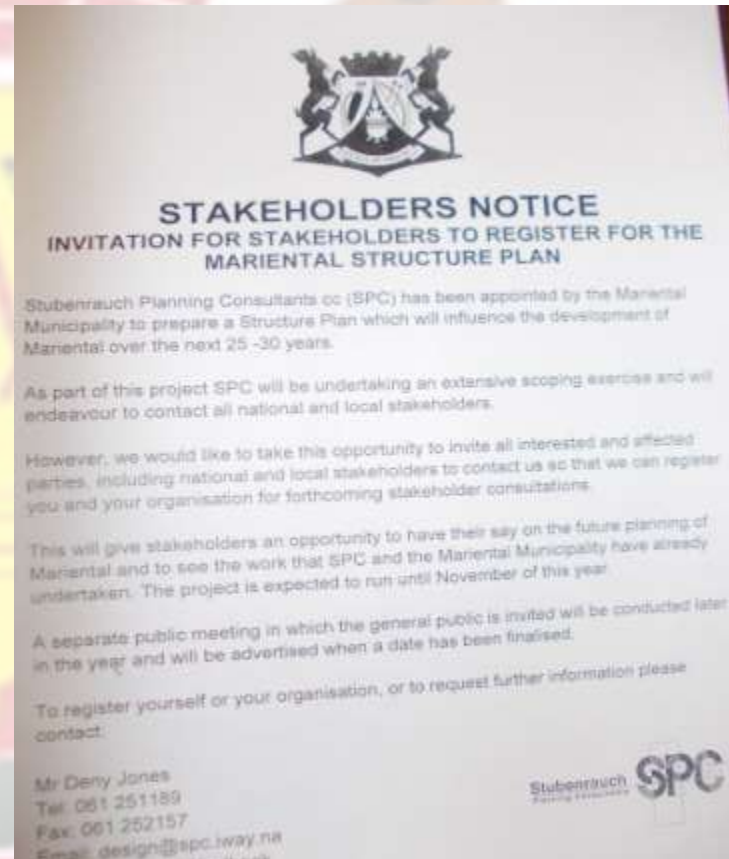 STAKEHOLDERS NOTICE
INVITATION FOR STAKEHOLDERS TO REGISTER FOR THE
MARIENTAL STRUCTURE PLAN
Stubenrauch Planning Consultants cc (SPC) has been appointed by the Mariental
Municipality to prepare a Structure Plan which will influence the development of
Mariental over the next 25 -30 years.
As part of this project SPC will be undertaking an extensive scoping exercise and will
endeavour to contact all national and local stakeholders.
However, we would like to take this opportunity to invite all interested and affected
parties, including national and local stakeholders to contact us so that we can register
you and your organisation for forthcoming stakeholder consultations.
This will give stakeholders an opportunity to have their say on the future planning of
Mariental and to see the work that SPC and the Mariental Municipality have already
undertaken. The project is expected to run until November of this year.
A separate public meeting in which the general public is invited will be conducted later
in the year and will be advertised when a date has been finalised.
To register yourself or your organisation, or to request further information please
contact:
Mr Deny Jones
Tel: 061 251189
Fax: 061 252157
Email: design@spc.iway.na
Stubenrauch
SPC